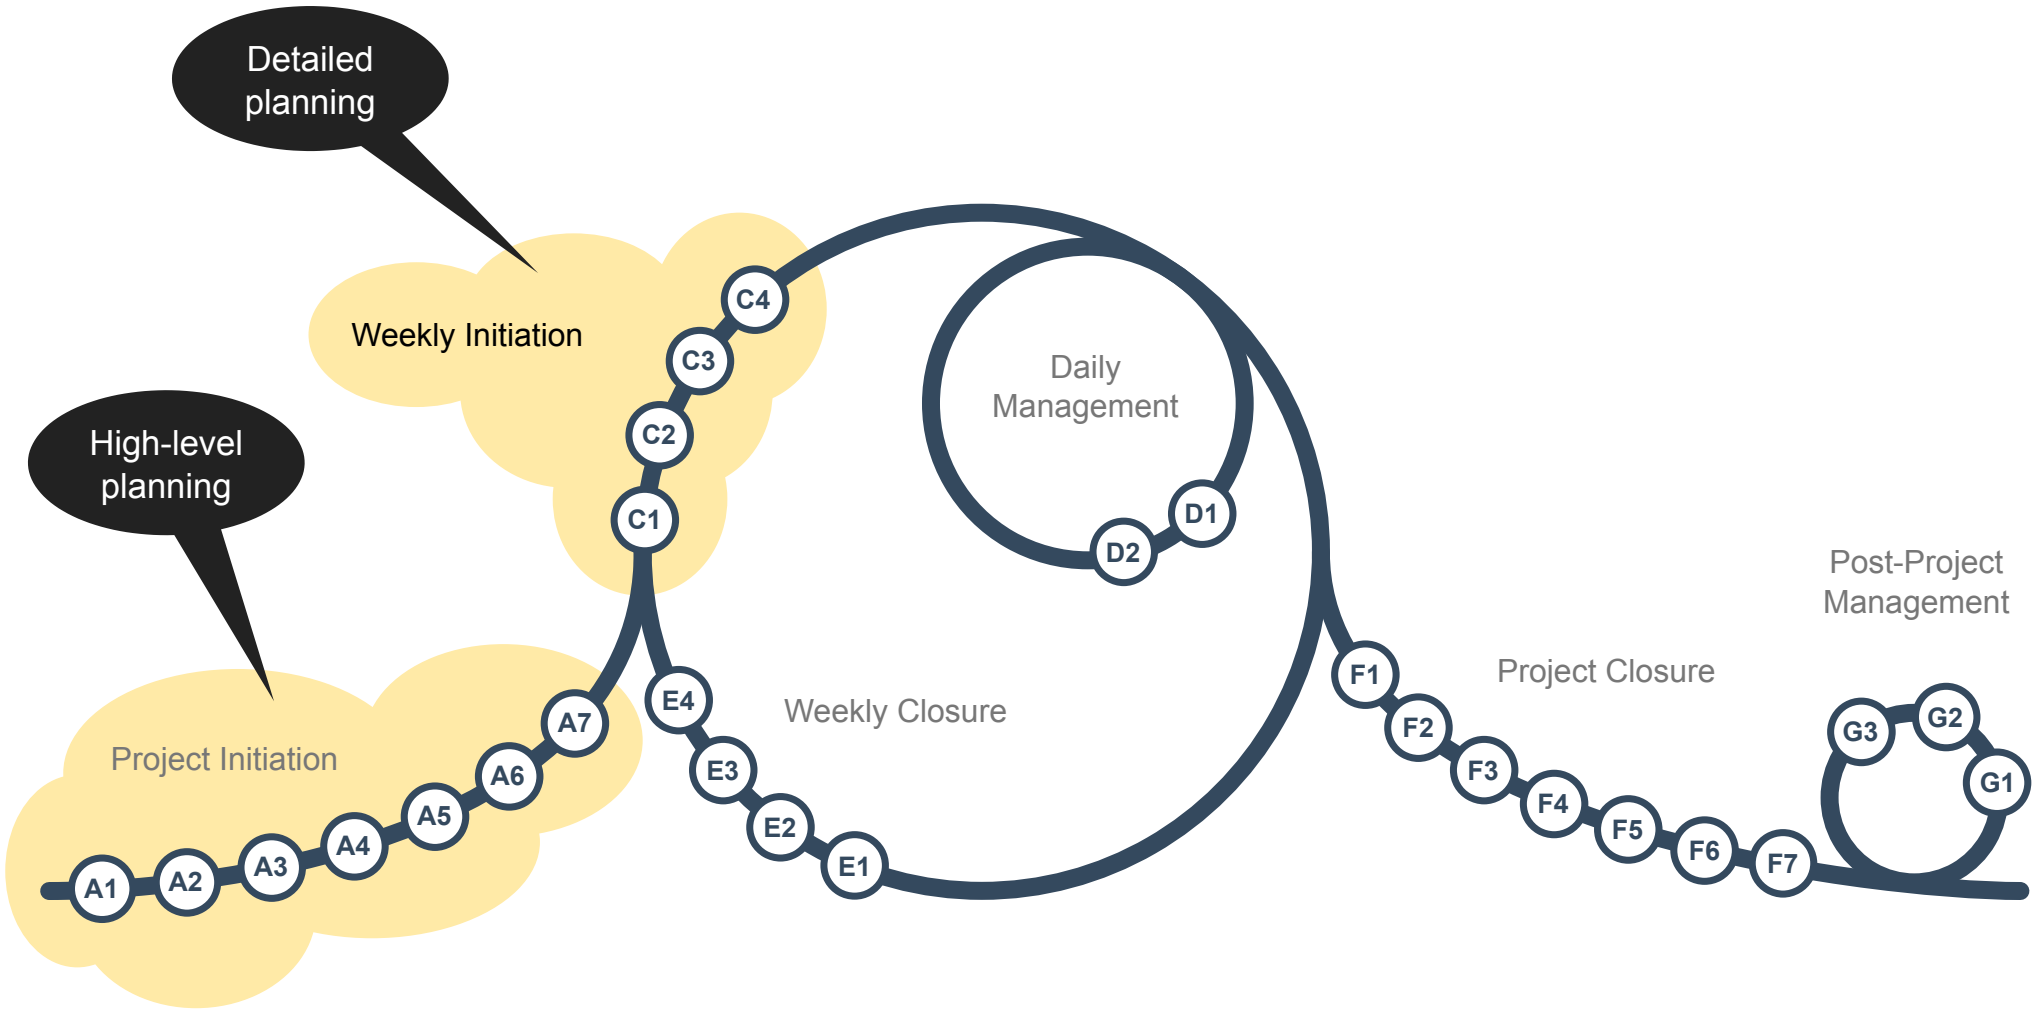 Detailed
planning
High-level
planning
Weekly Initiation
C4
C3
C2
C1
Daily
Management
D1
D2
Project Initiation
A1
A2
A3
A4
A5
A6
A7
Weekly Closure
E4
E3
E2
E1
Project Closure
F1
F2
F3
F4
F5
F6
F7
Post-Project
Management
G3
G2
G1